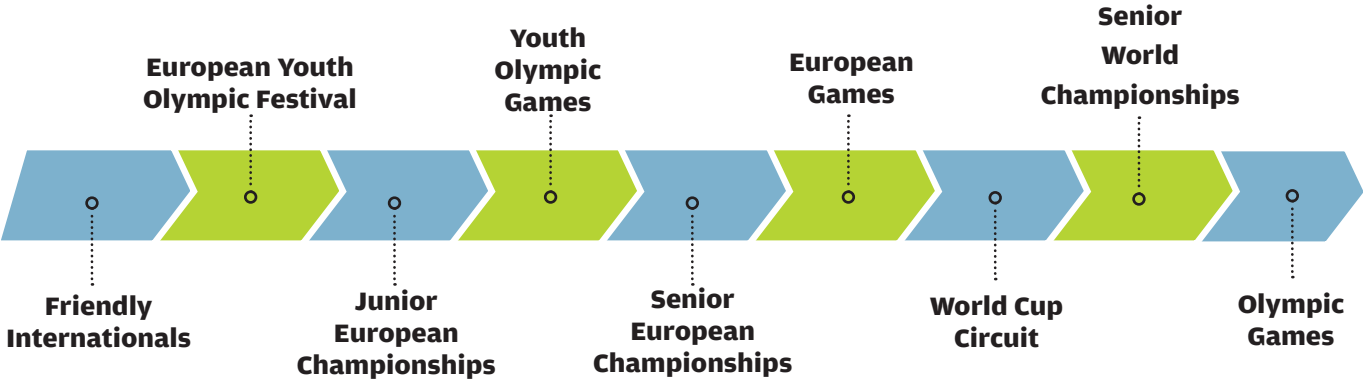 Friendly
Internationals
European Youth
Olympic Festival
Junior
European
Championships
Youth
Olympic
Games
Senior
European
Championships
European
Games
World Cup
Circuit
Senior
World
Championships
Olympic
Games